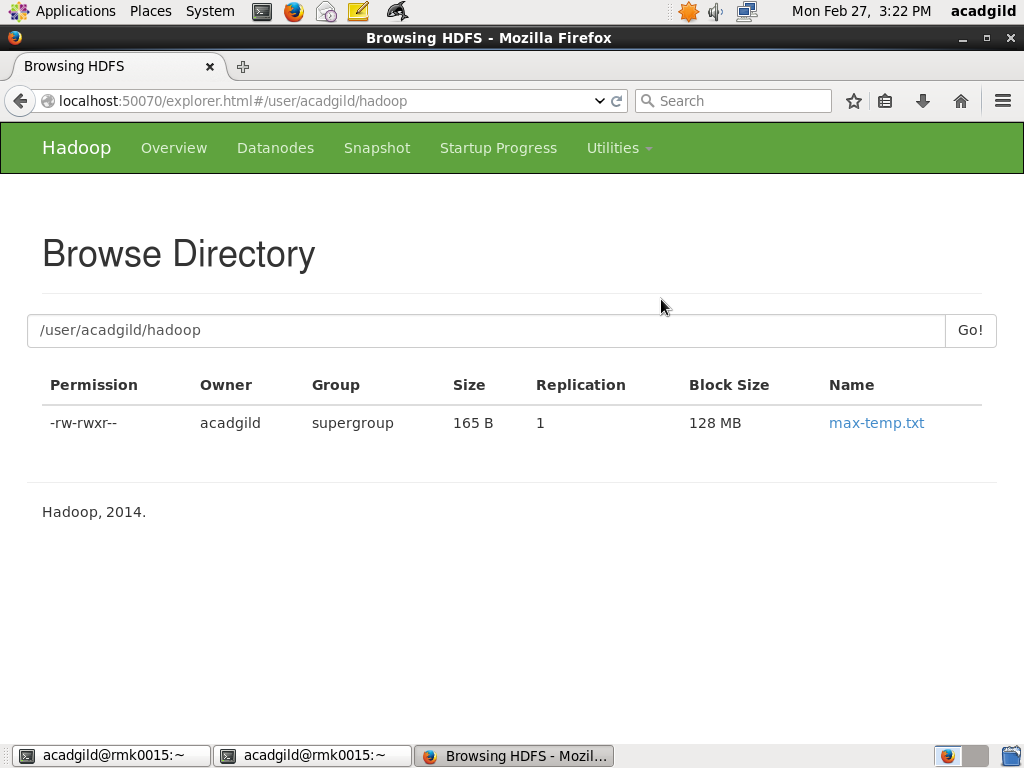 Applications Places System Mon Feb 27, 3:22 PM acadgild
Browsing HDFS - Mozilla Firefox
Browsing HDFS
localhost:50070/explorer.html#/user/acadgild/hadoop Search
Hadoop Overview Datanodes Snapshot Startup Progress Utilities
Browse Directory
/user/acadgild/hadoop Go!
Permission Owner Group Size Replication Block Size Name
-rw-rwxr-- acadgild supergroup 165 B 1 128 MB max-temp.txt
Hadoop, 2014.
acadgild@rmk0015:~ acadgild@rmk0015:~ Browsing HDFS - Mozil...